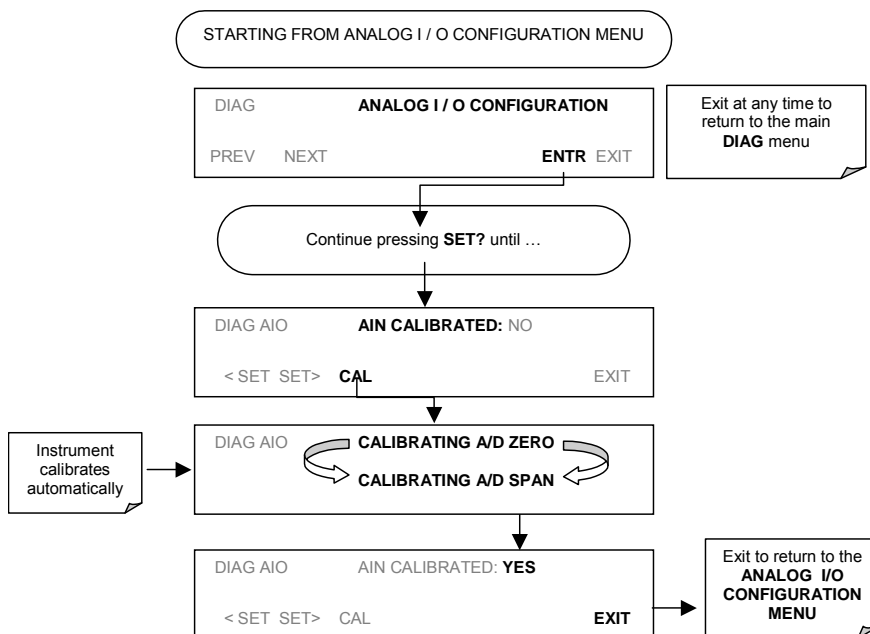 STARTING FROM ANALOG I / O CONFIGURATION MENU
DIAG ANALOG I / O CONFIGURATION
PREV NEXT ENTR EXIT
Exit at any time to
return to the main
DIAG menu
Continue pressing SET? until …
DIAG AIO AIN CALIBRATED: NO
< SET SET> CAL EXIT
Instrument
calibrates
automatically
DIAG AIO CALIBRATING A/D ZERO
CALIBRATING A/D SPAN
DIAG AIO AIN CALIBRATED: YES
< SET SET> CAL EXIT
Exit to return to the
ANALOG I/O
CONFIGURATION
MENU